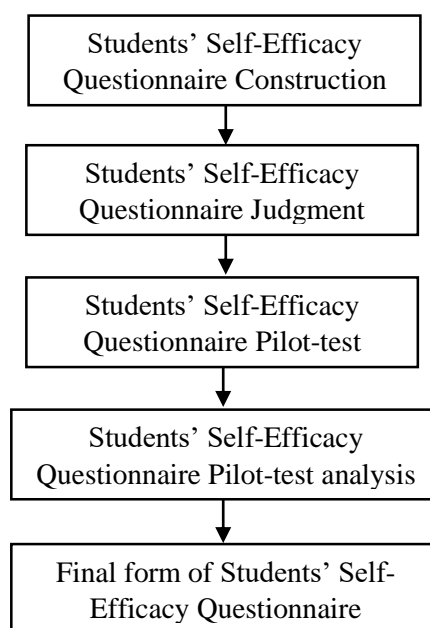 Students’ Self-Efficacy
Questionnaire Construction
Students’ Self-Efficacy
Questionnaire Judgment
Students’ Self-Efficacy
Questionnaire Pilot-test
Students’ Self-Efficacy
Questionnaire Pilot-test analysis
Final form of Students’ Self-
Efficacy Questionnaire